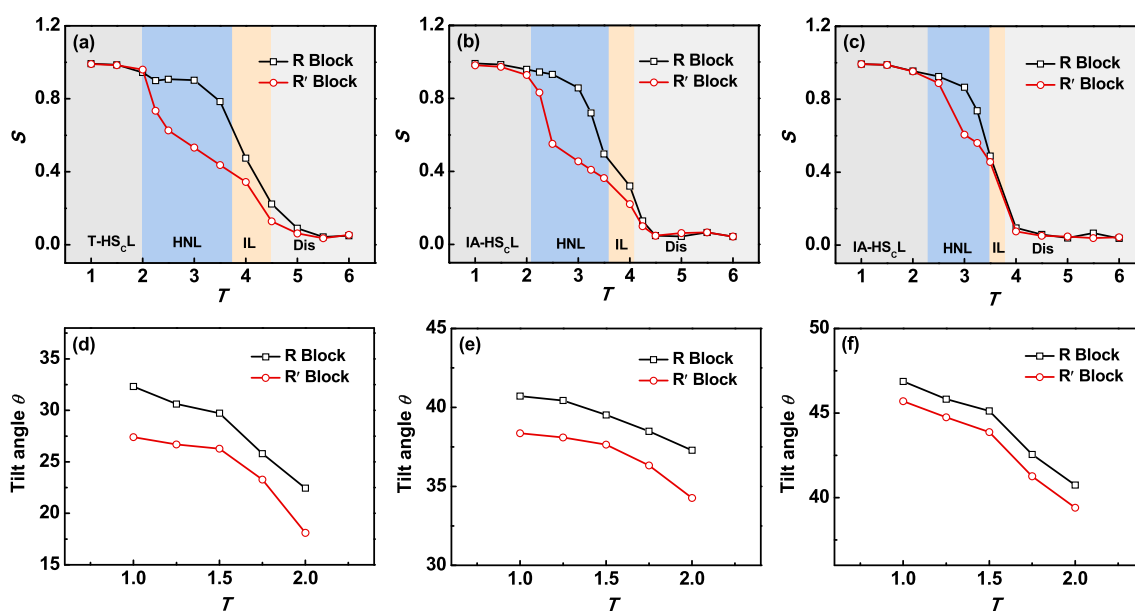 (a)
R Block
R′ Block
S
1.2
0.9
0.6
0.4
0.0
T-HS_CL
HNL
IL
Dis
1 2 3 4 5 6
T
(b)
R Block
R′ Block
S
1.2
0.8
0.4
0.0
IA-HS_CL
HNL
IL
Dis
1 2 3 4 5 6
T
(c)
R Block
R′ Block
S
1.2
0.8
0.4
0.0
IA-HS_CL
HNL
IL
Dis
1 2 3 4 5 6
T
(d)
R Block
R′ Block
Tilt angle θ
35
30
25
20
15
1.0 1.5 2.0
T
(e)
R Block
R′ Block
Tilt angle θ
45
40
35
30
1.0 1.5 2.0
T
(f)
R Block
R′ Block
Tilt angle θ
50
45
40
1.0 1.5 2.0
T